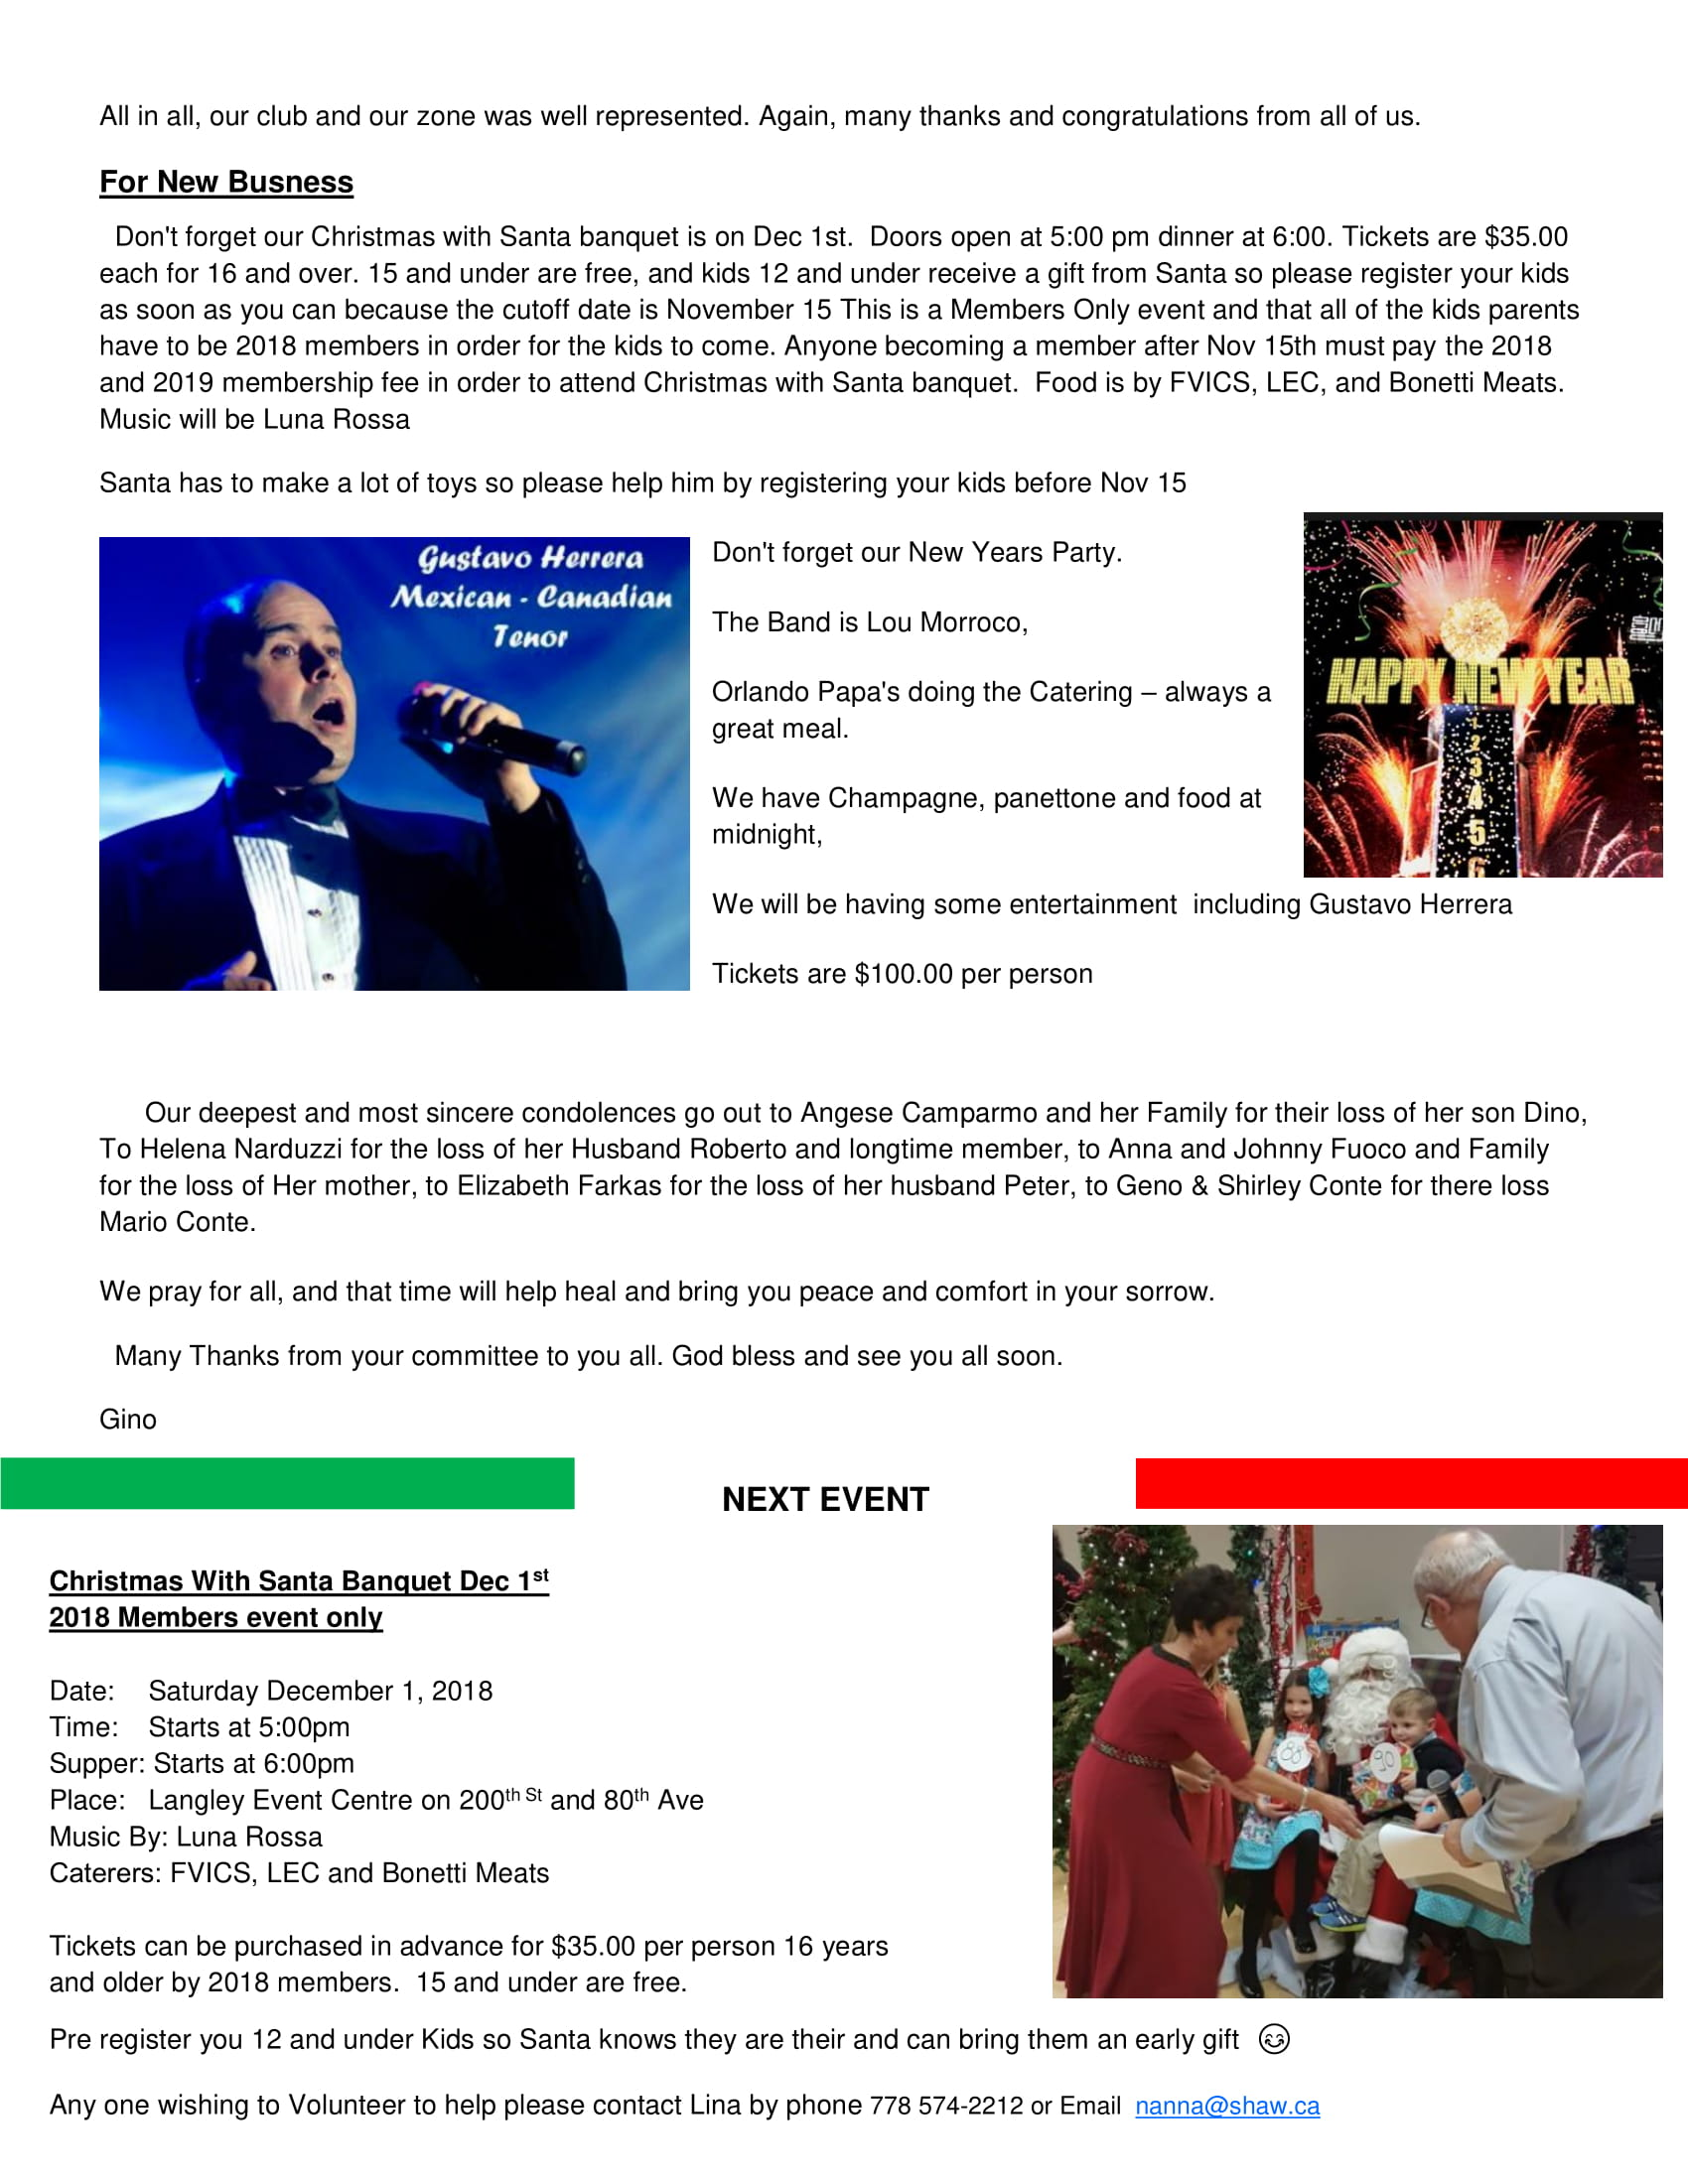 All in all, our club and our zone was well represented. Again, many thanks and congratulations from all of us.
For New Busness
Don't forget our Christmas with Santa banquet is on Dec 1st.  Doors open at 5:00 pm dinner at 6:00. Tickets are $35.00
each for 16 and over. 15 and under are free, and kids 12 and under receive a gift from Santa so please register your kids
as soon as you can because the cutoff date is November 15 This is a Members Only event and that all of the kids parents
have to be 2018 members in order for the kids to come. Anyone becoming a member after Nov 15th must pay the 2018
and 2019 membership fee in order to attend Christmas with Santa banquet.  Food is by FVICS, LEC, and Bonetti Meats.
Music will be Luna Rossa
Santa has to make a lot of toys so please help him by registering your kids before Nov 15
Gustavo Herrera
Mexican - Canadian
Tenor
Don't forget our New Years Party.
The Band is Lou Morroco,
Orlando Papa's doing the Catering – always a
great meal.
We have Champagne, panettone and food at
midnight,
We will be having some entertainment  including Gustavo Herrera
Tickets are $100.00 per person
HAPPY NEW YEAR
1
2
3
4
5
6
Our deepest and most sincere condolences go out to Angese Camparmo and her Family for their loss of her son Dino,
To Helena Narduzzi for the loss of her Husband Roberto and longtime member, to Anna and Johnny Fuoco and Family
for the loss of Her mother, to Elizabeth Farkas for the loss of her husband Peter, to Geno & Shirley Conte for there loss
Mario Conte.
We pray for all, and that time will help heal and bring you peace and comfort in your sorrow.
Many Thanks from your committee to you all. God bless and see you all soon.
Gino
NEXT EVENT
Christmas With Santa Banquet Dec 1st
2018 Members event only
Date: Saturday December 1, 2018
Time: Starts at 5:00pm
Supper: Starts at 6:00pm
Place: Langley Event Centre on 200th St and 80th Ave
Music By: Luna Rossa
Caterers: FVICS, LEC and Bonetti Meats
Tickets can be purchased in advance for $35.00 per person 16 years
and older by 2018 members.  15 and under are free.
88
90
Pre register you 12 and under Kids so Santa knows they are their and can bring them an early gift 😊
Any one wishing to Volunteer to help please contact Lina by phone 778 574-2212 or Email nanna@shaw.ca